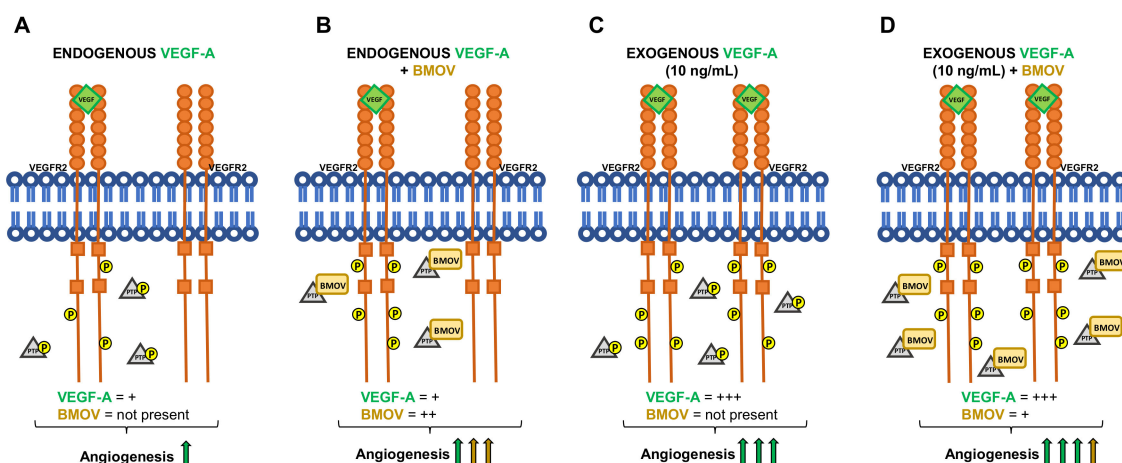 A
ENDOGENOUS VEGF-A
VEGF
VEGFR2
VEGFR2
P
P
PTP
P
P
PTP
P
PTP
P
VEGF-A = +
BMOV = not present
Angiogenesis
B
ENDOGENOUS VEGF-A
+ BMOV
VEGF
VEGFR2
VEGFR2
P
P
BMOV
PTP
BMOV
PTP
P
P
BMOV
PTP
P
VEGF-A = +
BMOV = ++
Angiogenesis
C
EXOGENOUS VEGF-A
(10 ng/mL)
VEGF
VEGF
VEGFR2
VEGFR2
P
P
P
P
PTP
P
PTP
P
P
P
P
P
PTP
P
P
P
PTP
P
VEGF-A = +++
BMOV = not present
Angiogenesis
D
EXOGENOUS VEGF-A
(10 ng/mL) + BMOV
VEGF
VEGF
VEGFR2
VEGFR2
P
P
P
P
BMOV
PTP
BMOV
PTP
P
P
P
P
BMOV
PTP
BMOV
PTP
P
P
BMOV
PTP
VEGF-A = +++
BMOV = +
Angiogenesis